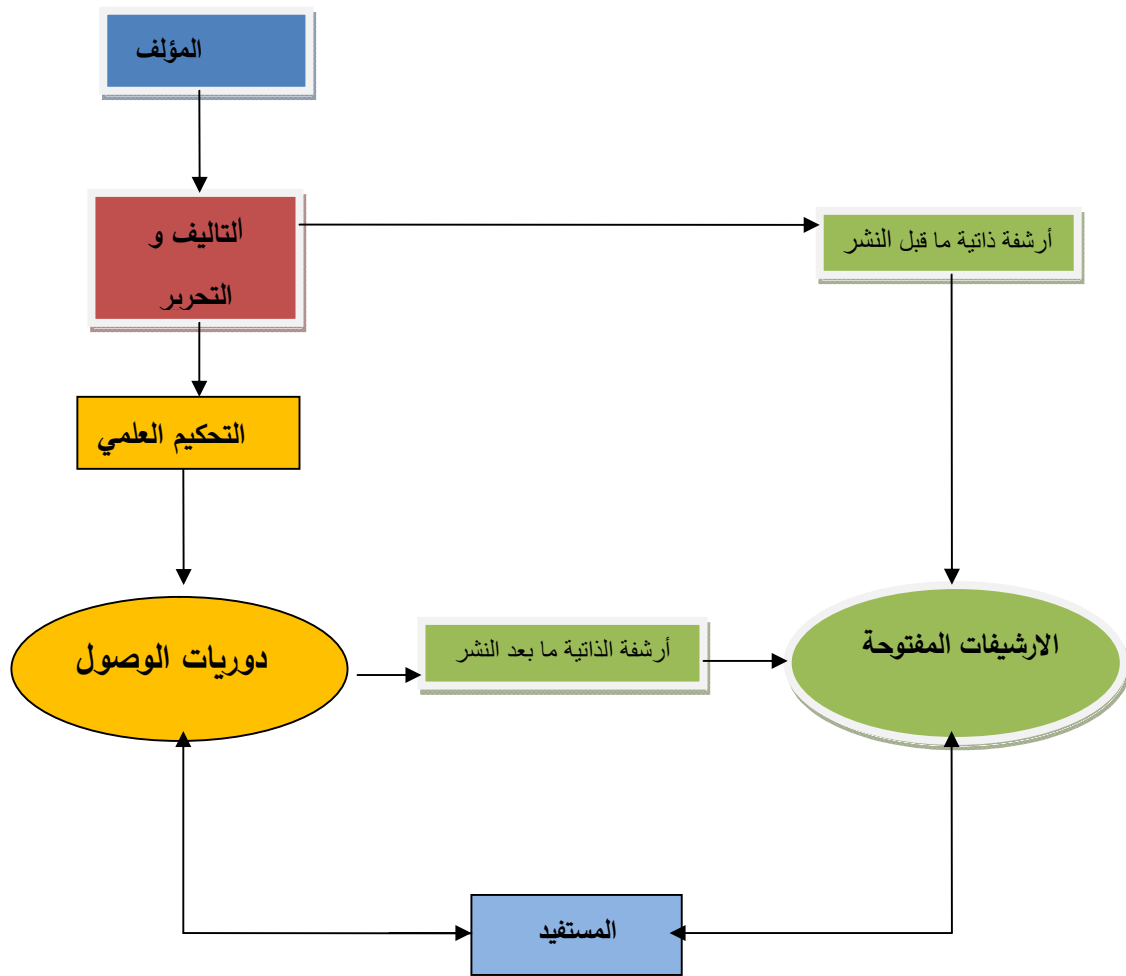 المؤلف
التاليف و
التحرير
أرشفة ذاتية ما قبل النشر
التحكيم العلمي
دوريات الوصول
أرشفة الذاتية ما بعد النشر
الارشيفات المفتوحة
المستفيد